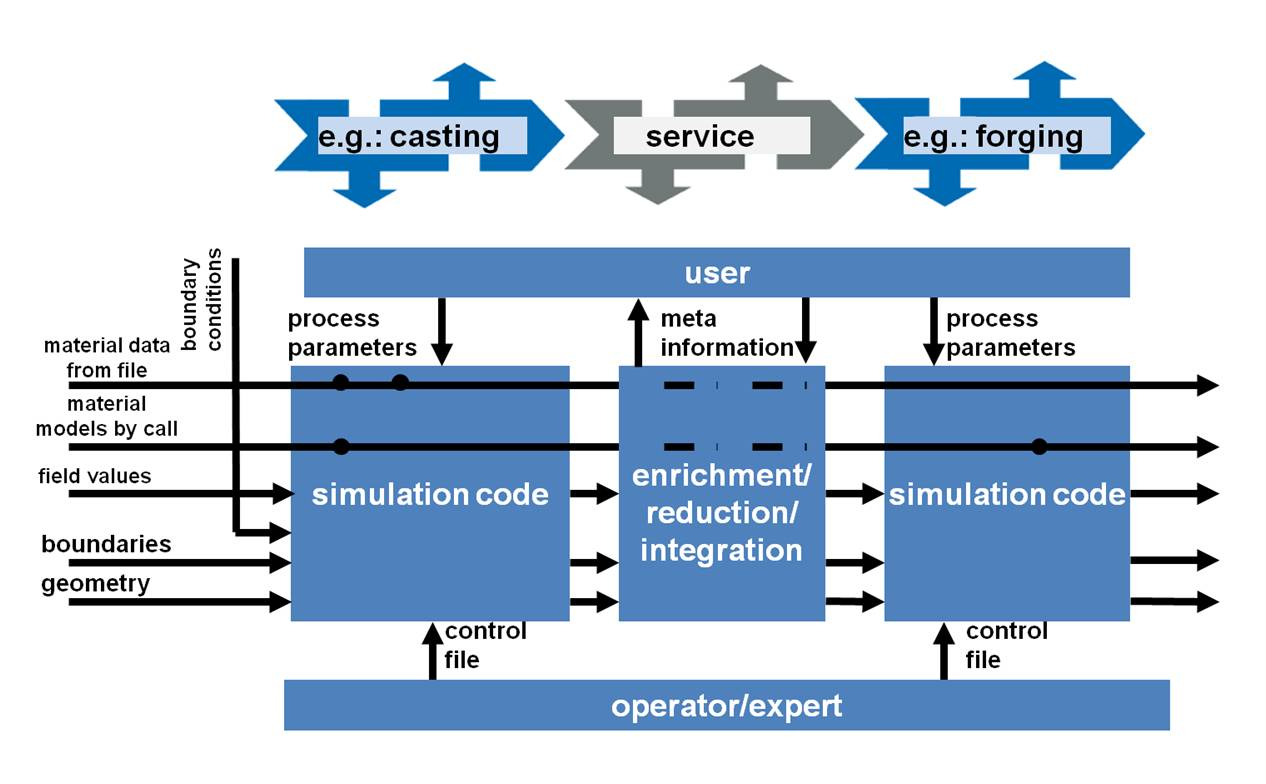 e.g.: casting
service
e.g.: forging
user
boundary
conditions
process
parameters
meta
information
process
parameters
material data
from file
material
models by call
field values
boundaries
geometry
simulation code
enrichment/
reduction/
integration
simulation code
control
file
control
file
operator/expert